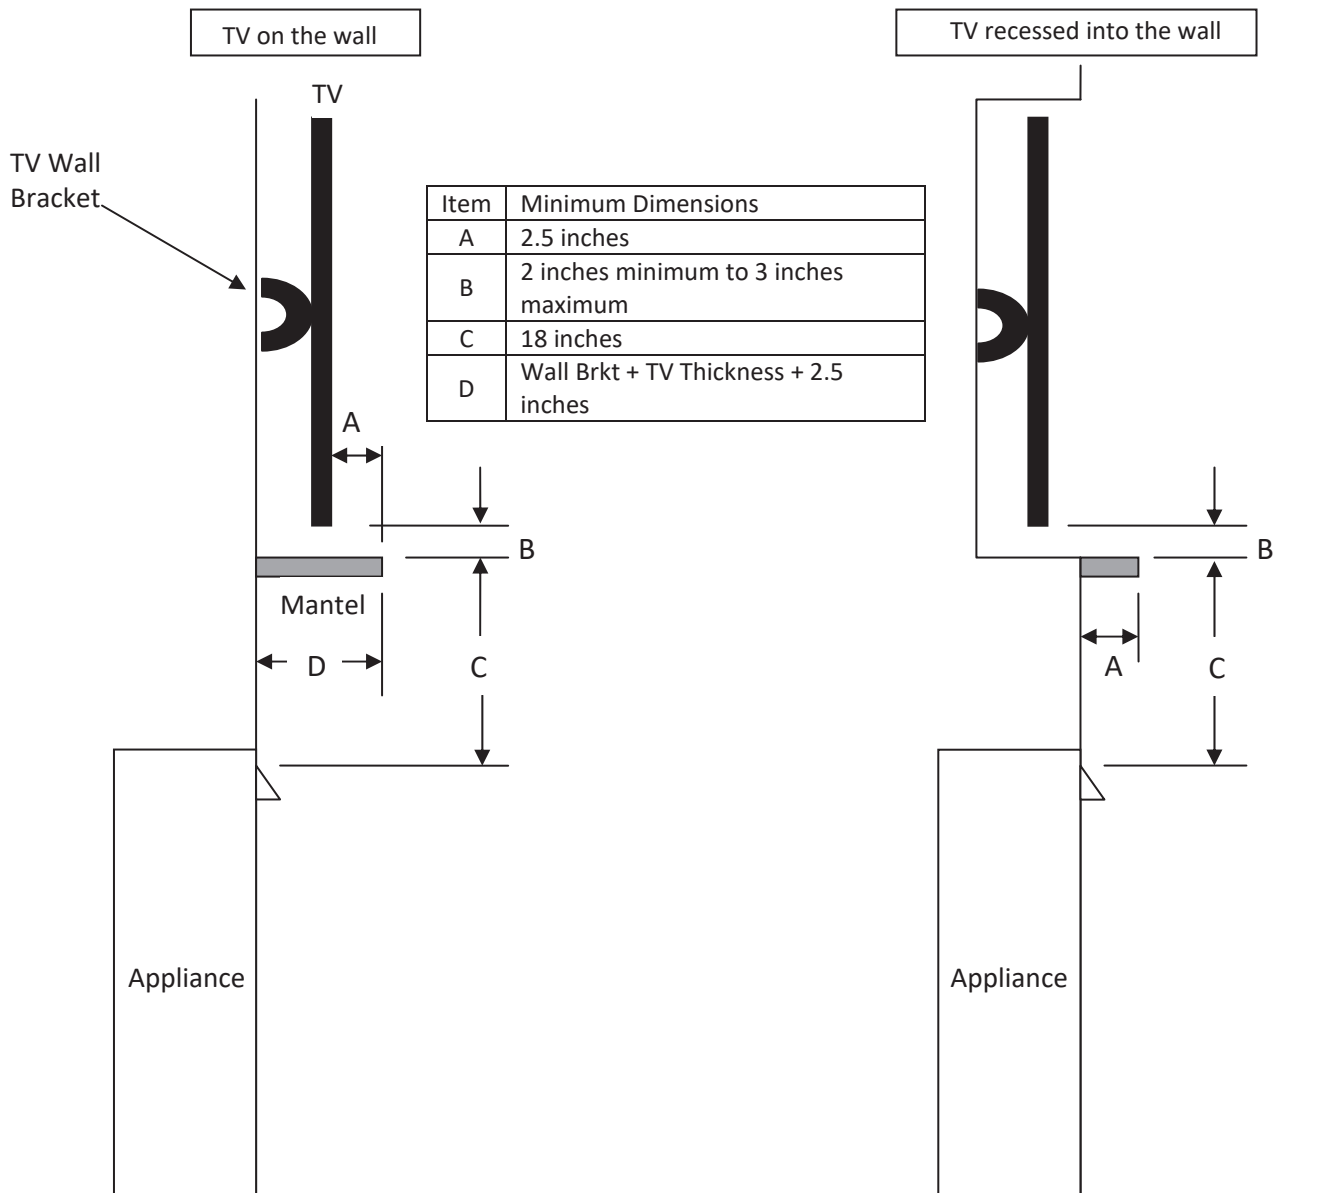 TV on the wall
TV recessed into the wall
TV
TV Wall
Bracket
Item Minimum Dimensions
A 2.5 inches
B 2 inches minimum to 3 inches
maximum
C 18 inches
D Wall Brkt + TV Thickness + 2.5
inches
A
B
Mantel
D
C
Appliance
B
A
C
Appliance